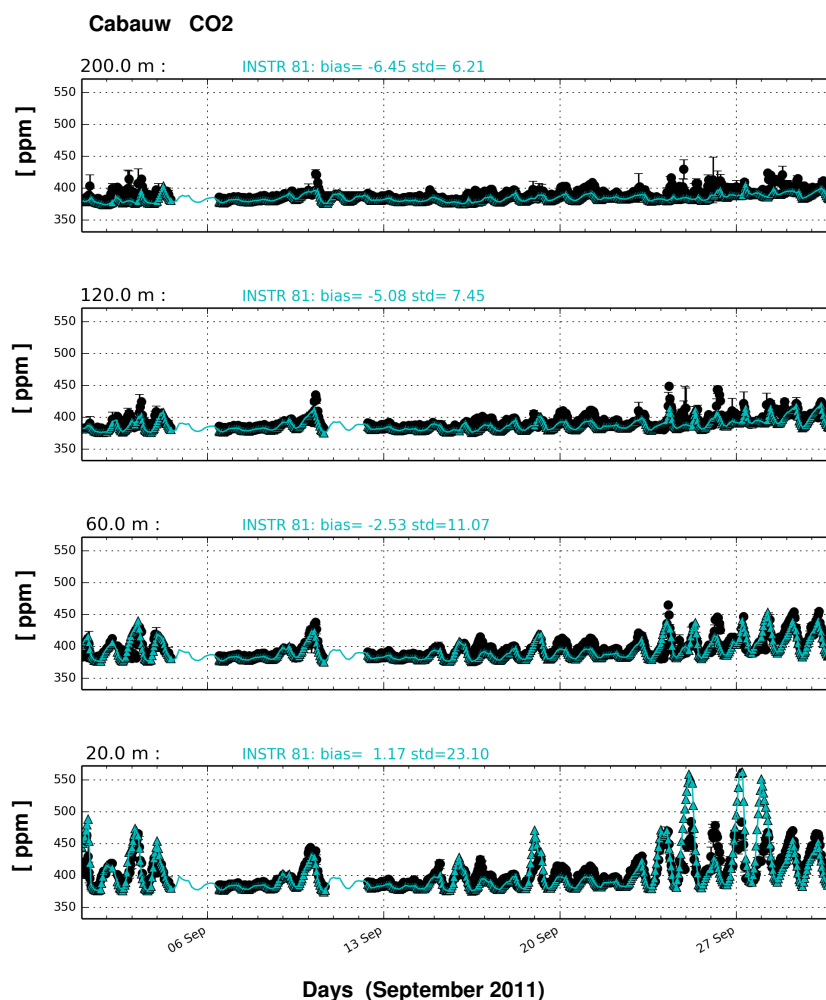 Cabauw CO2
200.0 m : INSTR 81: bias= -6.45 std= 6.21
550
500
450
400
350
[ ppm ]
120.0 m : INSTR 81: bias= -5.08 std= 7.45
550
500
450
400
350
[ ppm ]
60.0 m : INSTR 81: bias= -2.53 std=11.07
550
500
450
400
350
[ ppm ]
20.0 m : INSTR 81: bias= 1.17 std=23.10
550
500
450
400
350
[ ppm ]
06 Sep 13 Sep 20 Sep 27 Sep
Days (September 2011)